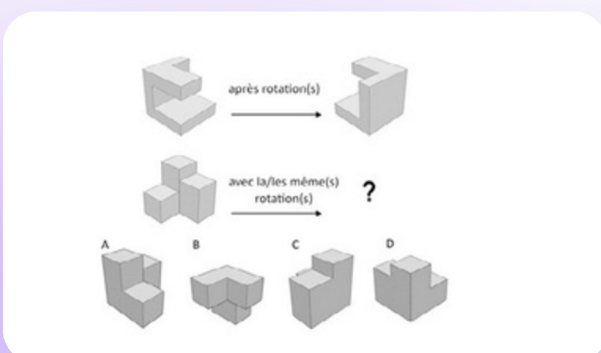 après rotation(s)
avec la/les même(s)
rotation(s)
?
A B C D